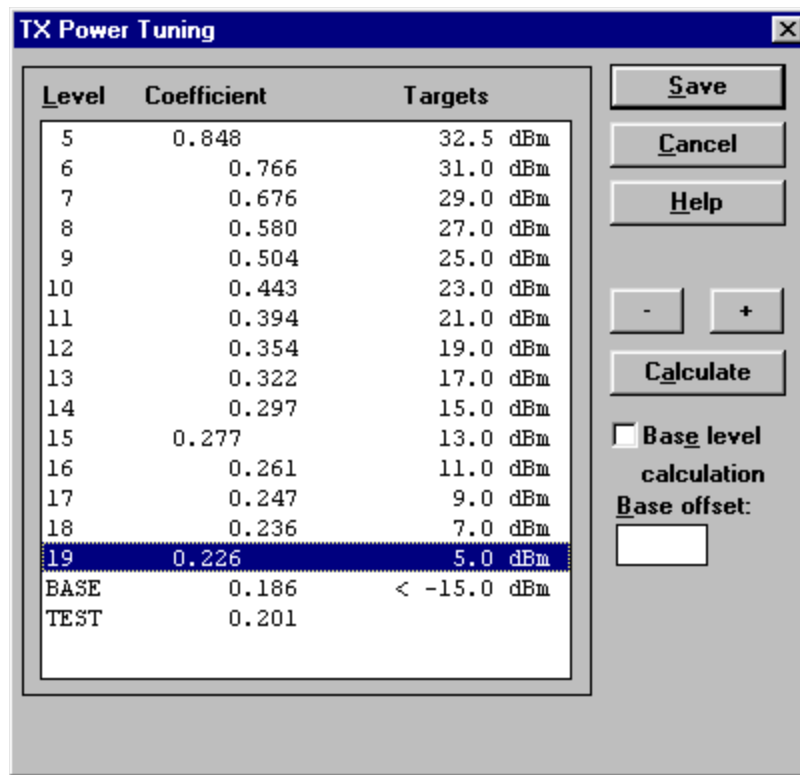 TX Power Tuning
Level Coefficient Targets
5 0.848 32.5 dBm
6 0.766 31.0 dBm
7 0.676 29.0 dBm
8 0.580 27.0 dBm
9 0.504 25.0 dBm
10 0.443 23.0 dBm
11 0.394 21.0 dBm
12 0.354 19.0 dBm
13 0.322 17.0 dBm
14 0.297 15.0 dBm
15 0.277 13.0 dBm
16 0.261 11.0 dBm
17 0.247 9.0 dBm
18 0.236 7.0 dBm
19 0.226 5.0 dBm
BASE 0.186 < -15.0 dBm
TEST 0.201
Save
Cancel
Help
- +
Calculate
Base level
calculation
Base offset: